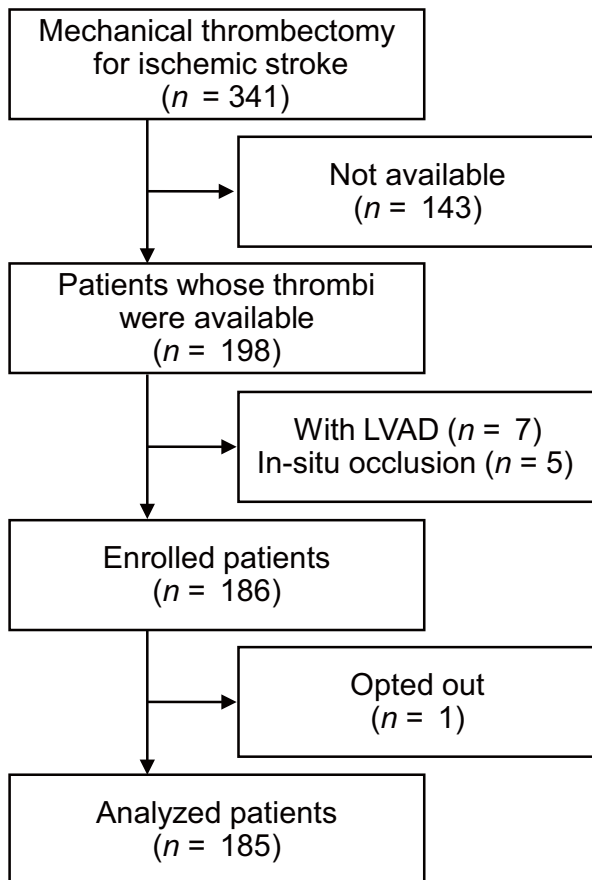 Mechanical thrombectomy
for ischemic stroke
(n = 341)
Not available
(n = 143)
Patients whose thrombi
were available
(n = 198)
With LVAD (n = 7)
In-situ occlusion (n = 5)
Enrolled patients
(n = 186)
Opted out
(n = 1)
Analyzed patients
(n = 185)